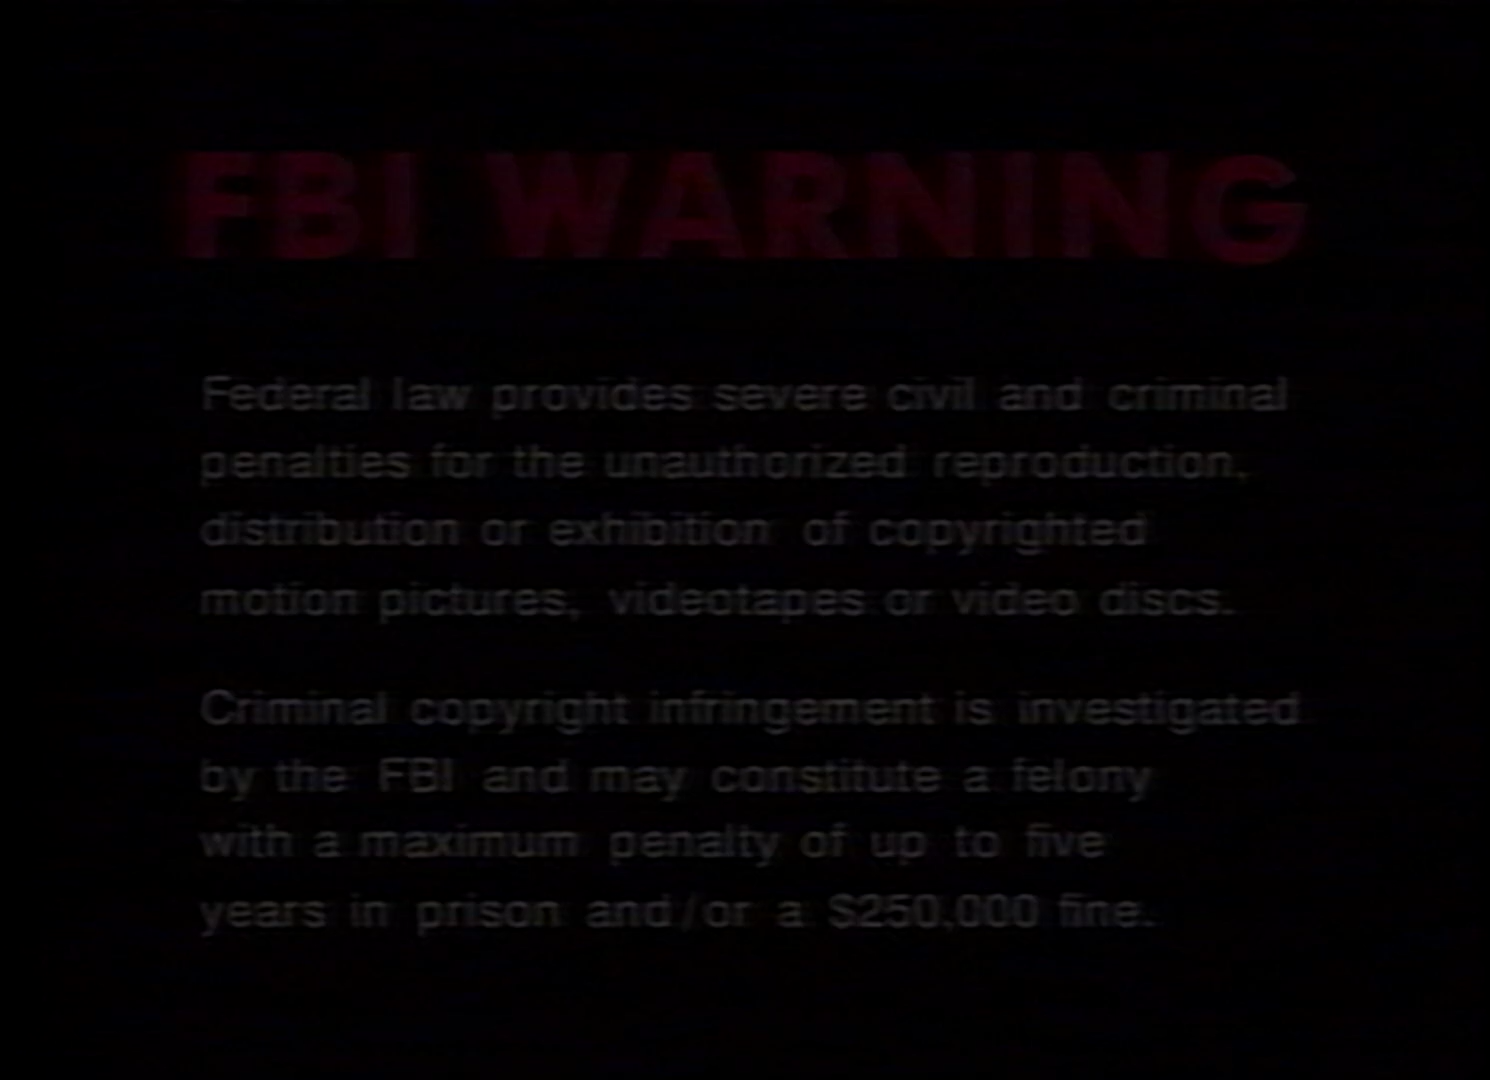 FBI WARNING
Federal law provides severe civil and criminal
penalties for the unauthorized reproduction,
distribution or exhibition of copyrighted
motion pictures, videotapes or video discs.
Criminal copyright infringement is investigated
by the FBI and may constitute a felony
with a maximum penalty of up to five
years in prison and/or a $250,000 fine.